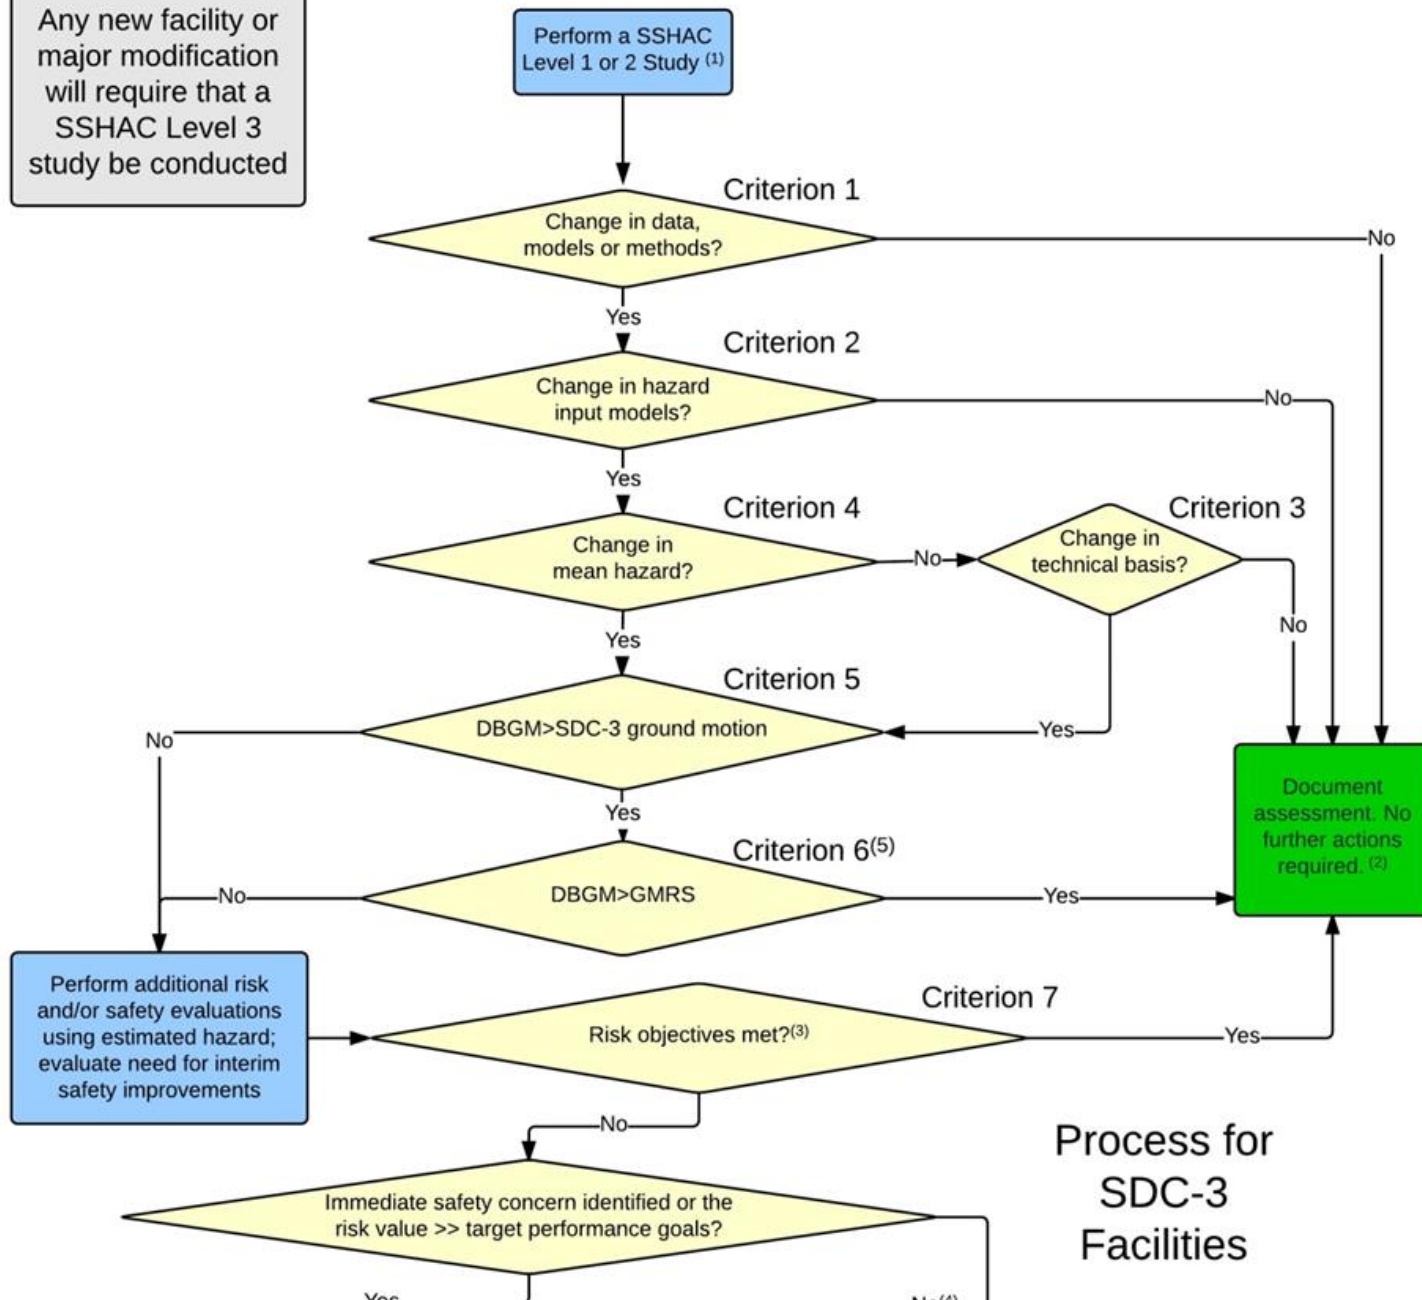 Any new facility or
major modification
will require that a
SSHAC Level 3
study be conducted
Perform a SSHAC
Level 1 or 2 Study (1)
Criterion 1
Change in data,
models or methods?
No
Yes
Criterion 2
Change in hazard
input models?
No
Yes
Criterion 4
Change in
mean hazard?
No
Criterion 3
Change in
technical basis?
No
Yes
Criterion 5
DBGM>SDC-3 ground motion
Yes
No
Yes
Document
assessment. No
further actions
required. (2)
Criterion 6(5)
DBGM>GMRS
No
Yes
Perform additional risk
and/or safety evaluations
using estimated hazard;
evaluate need for interim
safety improvements
Criterion 7
Risk objectives met?(3)
Yes
No
Process for
SDC-3
Facilities
Immediate safety concern identified or the
risk value >> target performance goals?
Yes
No(4)